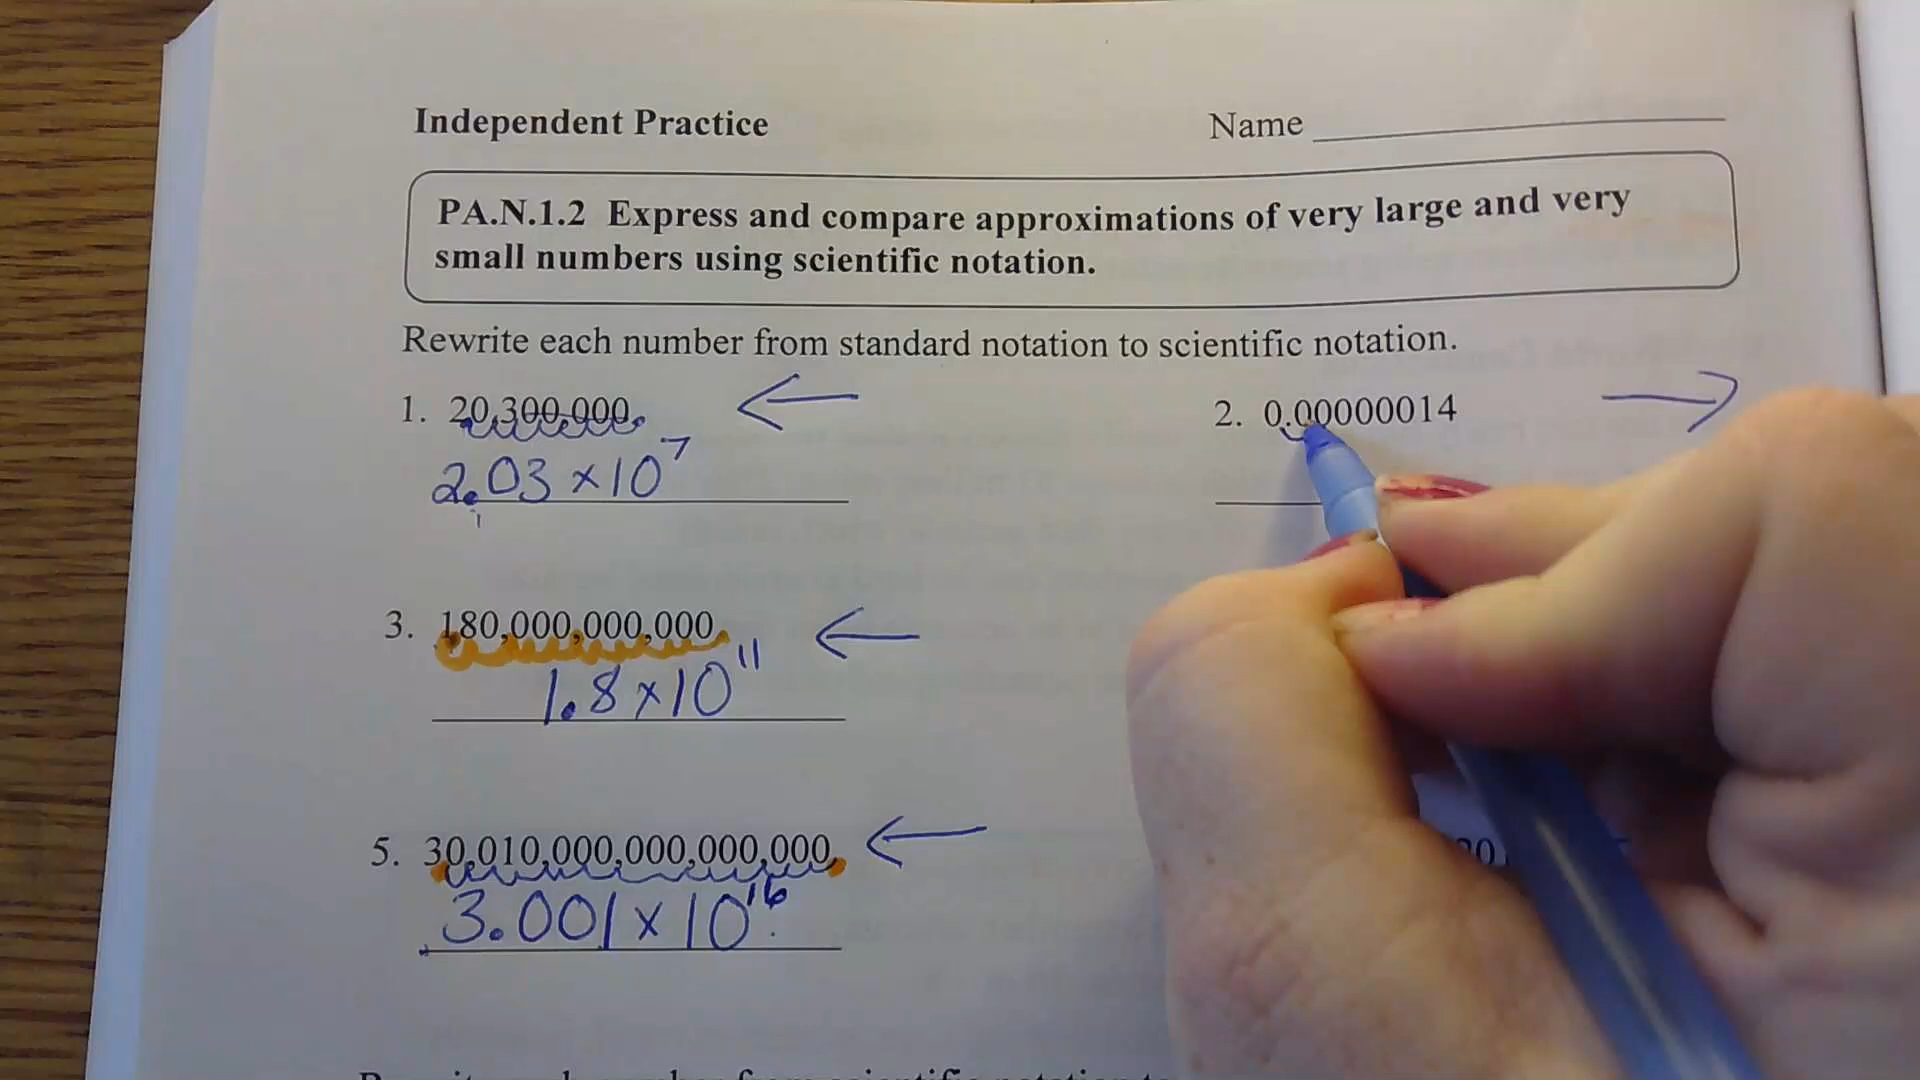 Independent Practice
Name
PA.N.1.2 Express and compare approximations of very large and very
small numbers using scientific notation.
Rewrite each number from standard notation to scientific notation.
1. 20,300,000.
2.03 × 10⁷
2. 0.00000014
3. 180,000,000,000.
1.8 × 10¹¹
5. 30,010,000,000,000,000.
3.001 × 10¹⁶